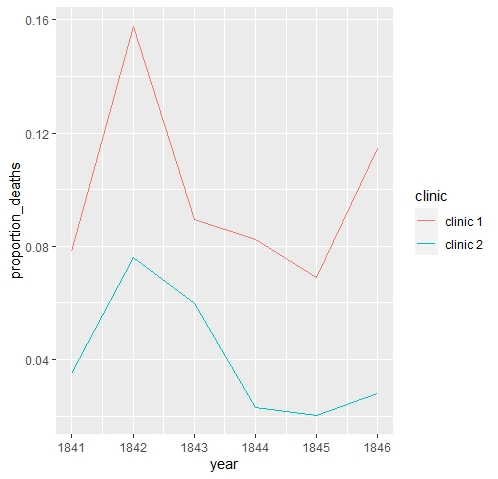 0.16
0.12
0.08
0.04
proportion_deaths
1841 1842 1843 1844 1845 1846
year
clinic
clinic 1
clinic 2